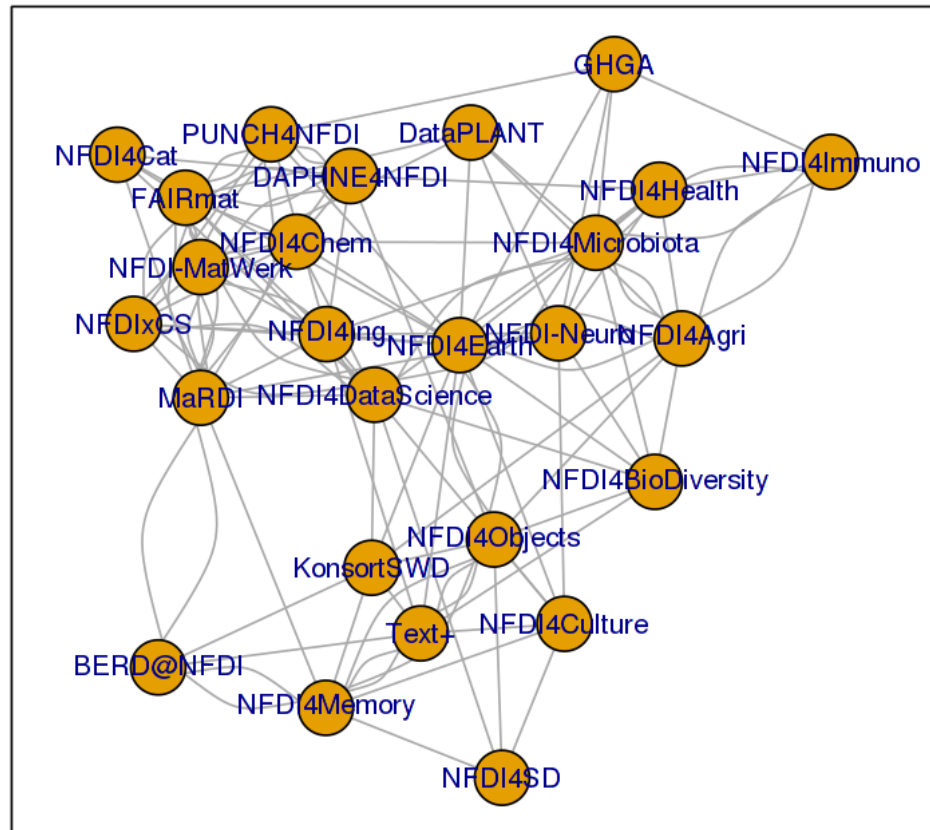 GHGA
PUNCH4NFDI
DataPLANT
NFDI4Cat
NFDI4Immuno
DAPHNE4NFDI
FAIRmat
NFDI4Health
NFDI4Chem
NFDI4Microbiota
NFDI-MatWerk
NFDIxCS
NFDI4Ing
NFDI4Earth
NFDI-Neuro
NFDI4Agri
MaRDI
NFDI4DataScience
NFDI4BioDiversity
NFDI4Objects
KonsortSWD
Text+
NFDI4Culture
BERD@NFDI
NFDI4Memory
NFDI4SD